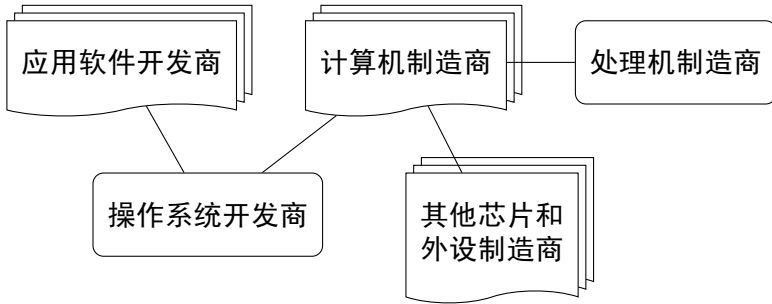 应用软件开发商
计算机制造商
处理机制造商
操作系统开发商
其他芯片和
外设制造商